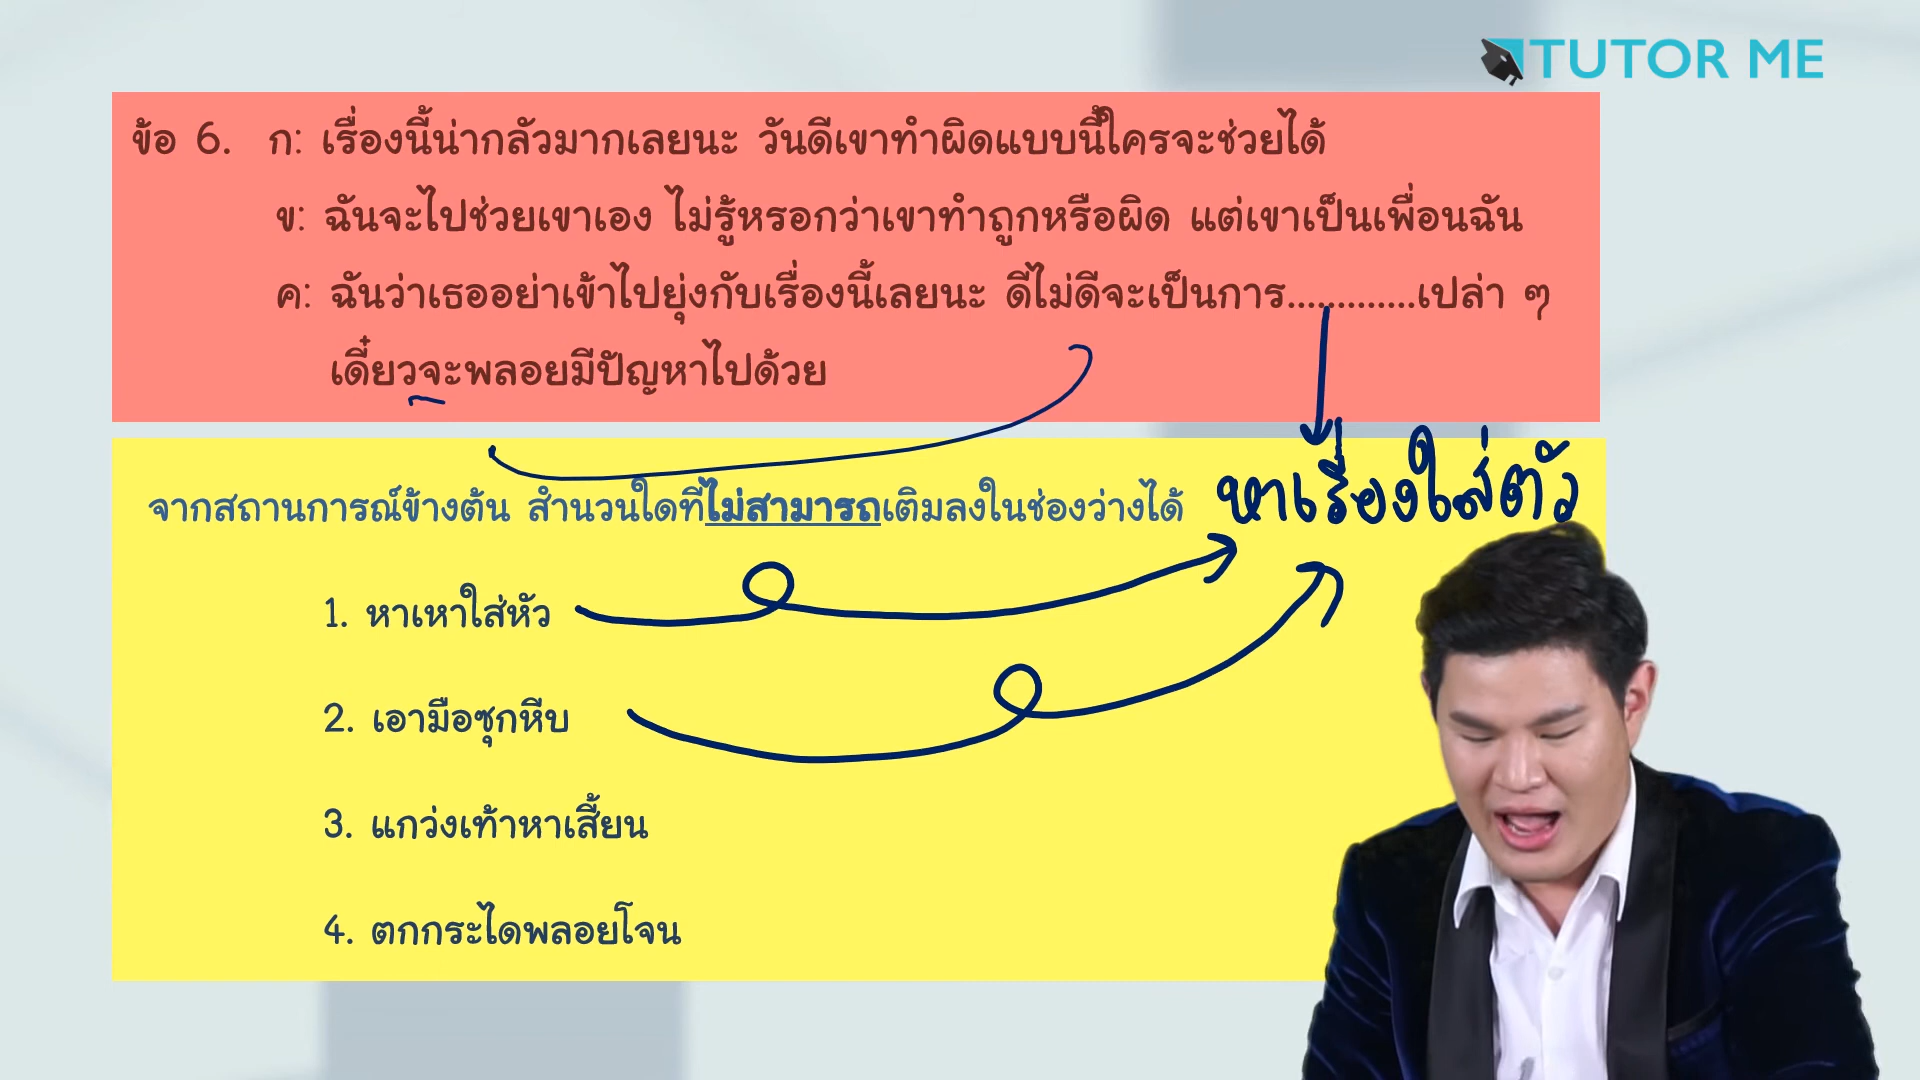 TUTOR ME
ข้อ 6. ก: เรื่องนี้น่ากลัวมากเลยนะ วันดีเขาทำผิดแบบนี้ใครจะช่วยได้
ข: ฉันจะไปช่วยเขาเอง ไม่รู้หรอกว่าเขาทำถูกหรือผิด แต่เขาเป็นเพื่อนฉัน
ค: ฉันว่าเธออย่าเข้าไปยุ่งกับเรื่องนี้เลยนะ ดีไม่ดีจะเป็นการ.............เปล่า ๆ
เดี๋ยวจะพลอยมีปัญหาไปด้วย
จากสถานการณ์ข้างต้น สำนวนใดที่ไม่สามารถเติมลงในช่องว่างได้
หาเรื่องใส่ตัว
1. หาเหาใส่หัว
2. เอามือซุกหีบ
3. แกว่งเท้าหาเสี้ยน
4. ตกกระไดพลอยโจน